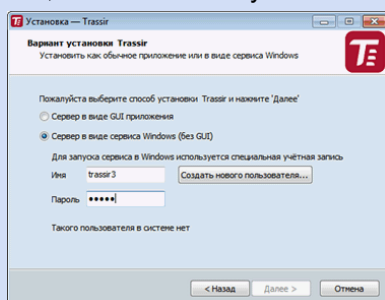 Установка — Trassir
Вариант установки Trassir
Установить как обычное приложение или в виде сервиса Windows
Пожалуйста выберите способ установки Trassir и нажмите 'Далее'
Сервер в виде GUI приложения
Сервер в виде сервиса Windows (без GUI)
Для запуска сервиса в Windows используется специальная учётная запись
Имя trassir3 Создать нового пользователя...
Пароль •••••
Такого пользователя в системе нет
< Назад Далее > Отмена